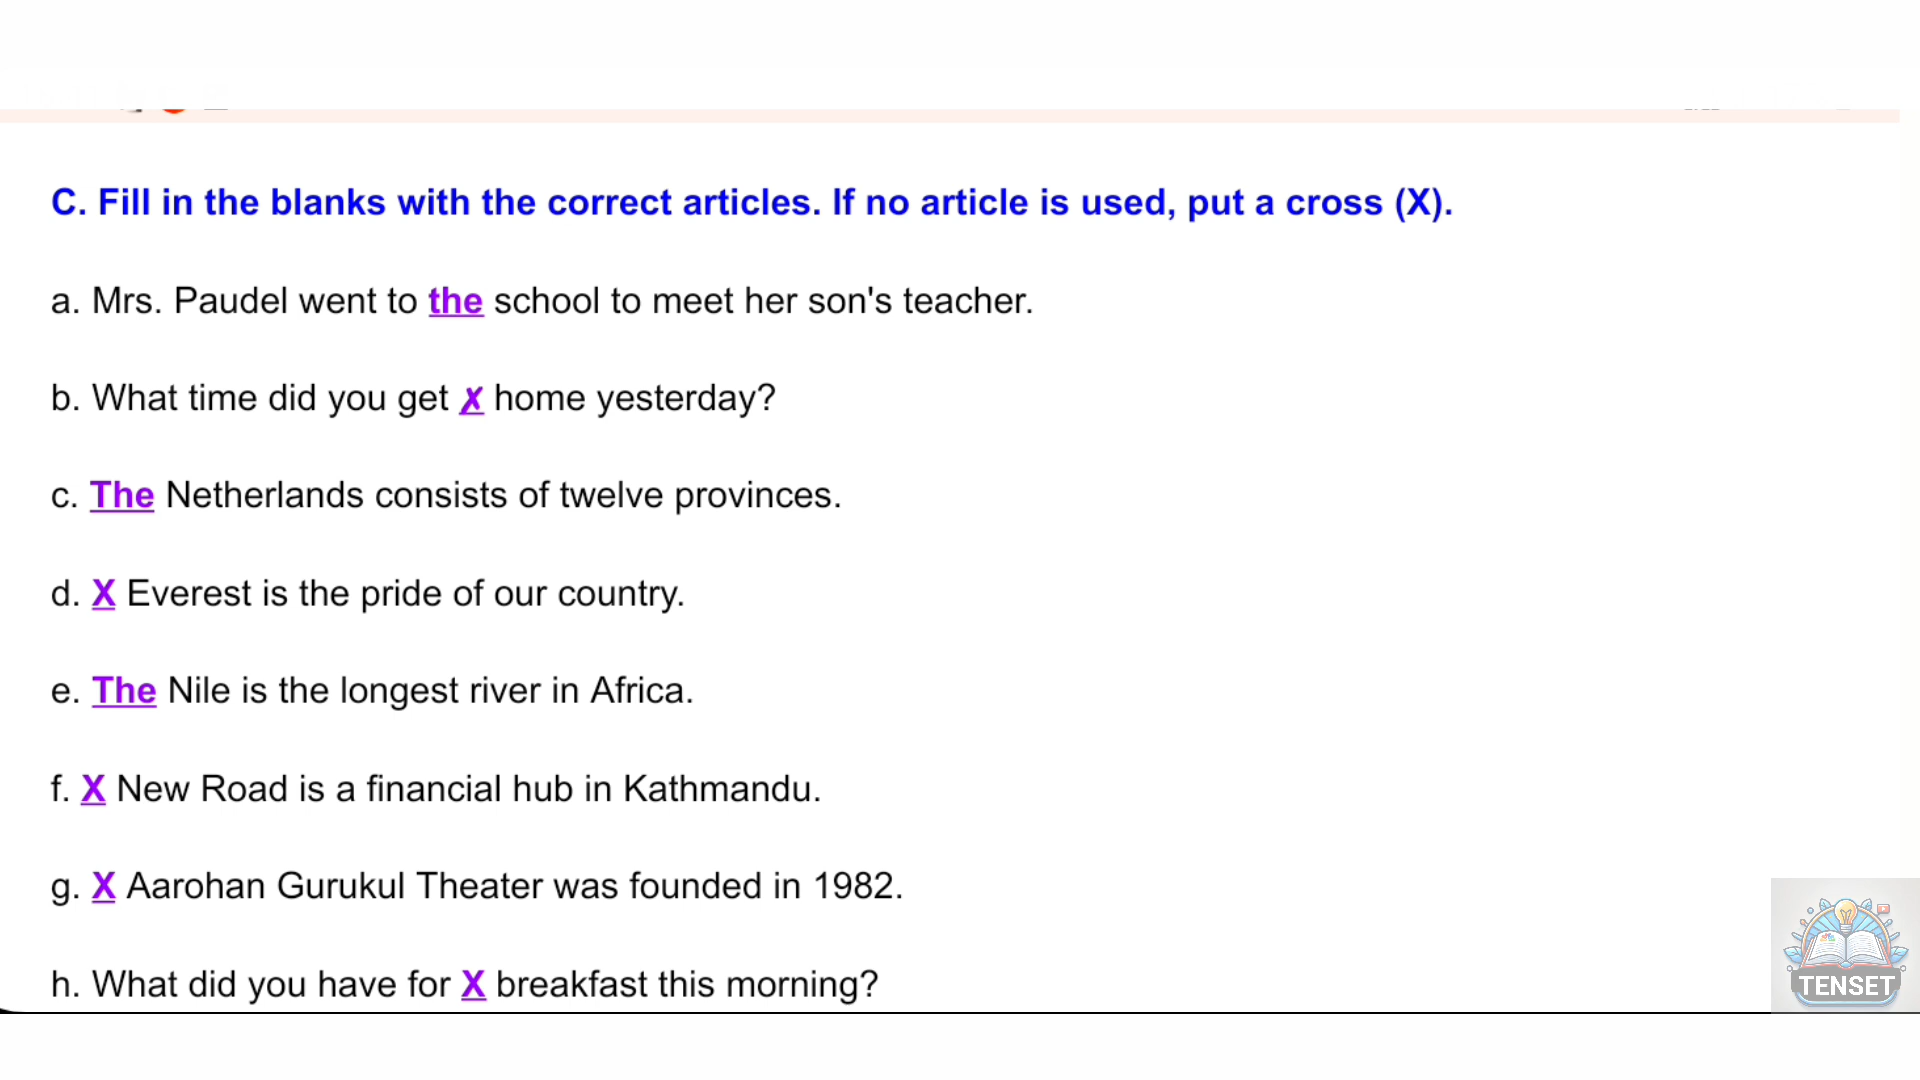 C. Fill in the blanks with the correct articles. If no article is used, put a cross (X).
a. Mrs. Paudel went to the school to meet her son's teacher.
b. What time did you get X home yesterday?
c. The Netherlands consists of twelve provinces.
d. X Everest is the pride of our country.
e. The Nile is the longest river in Africa.
f. X New Road is a financial hub in Kathmandu.
g. X Aarohan Gurukul Theater was founded in 1982.
h. What did you have for X breakfast this morning?
TENSET